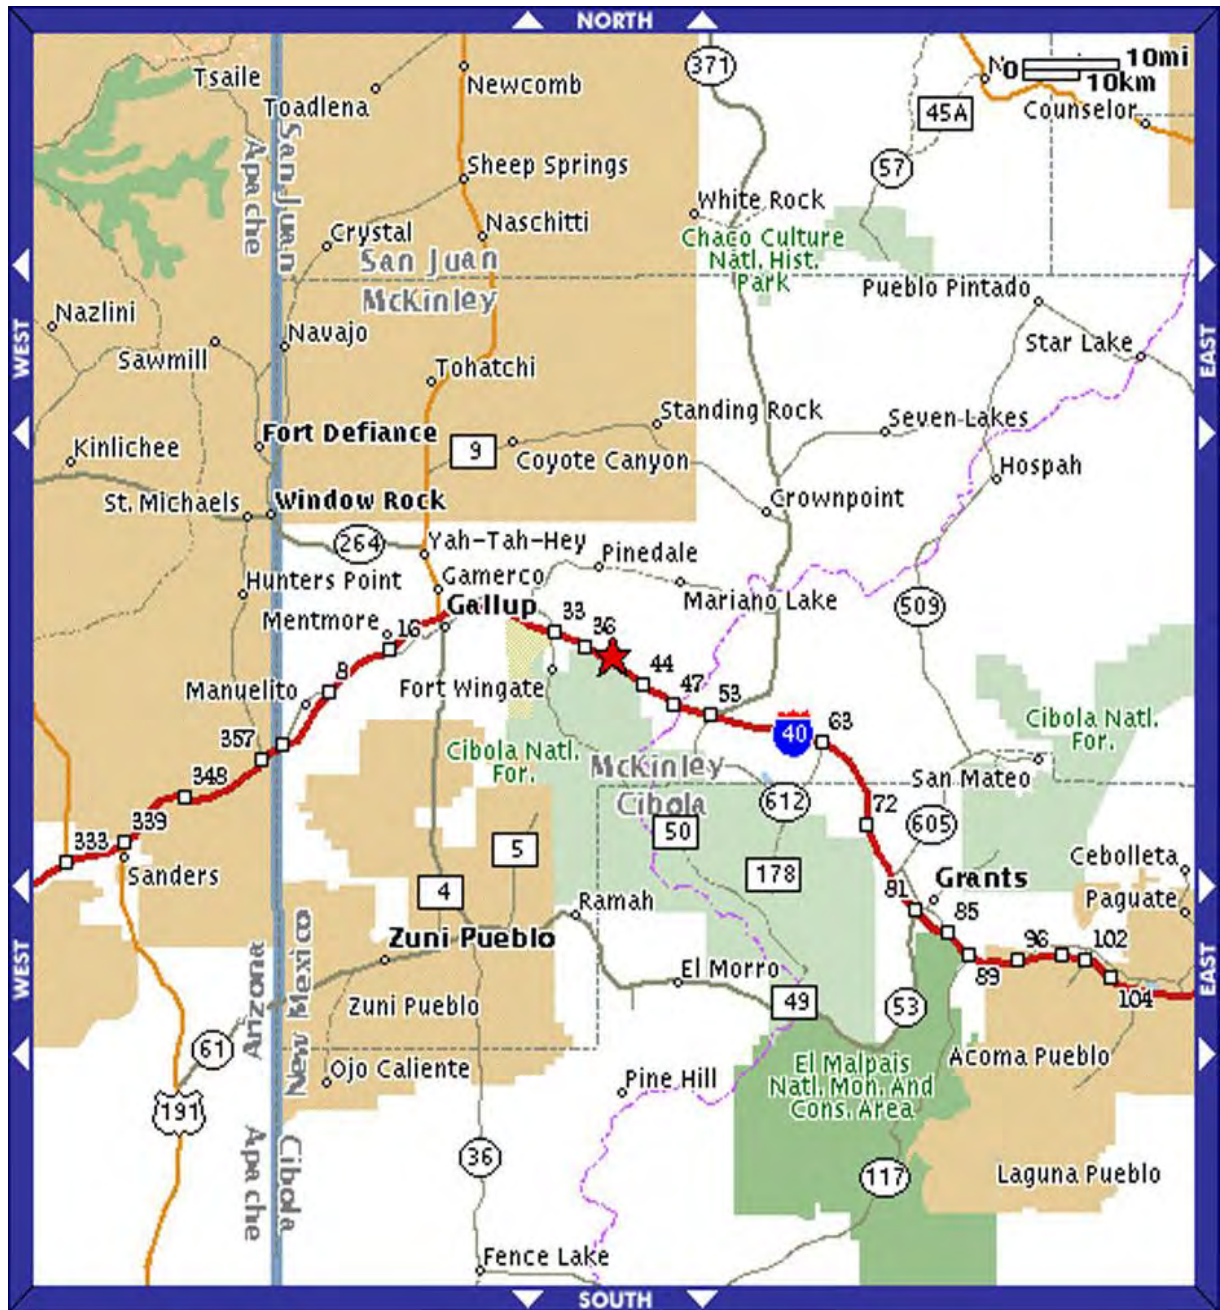 NORTH
371
10mi
0
10km
Tsaile
Toadlena
Newcomb
45A
Counselor
San Juan
Apache
Sheep Springs
57
White Rock
Naschitti
Crystal
San Juan
Chaco Culture
Natl. Hist.
Park
McKinley
Pueblo Pintado
Nazlini
Navajo
Sawmill
Star Lake
WEST
EAST
Tohatchi
Standing Rock
Seven Lakes
Fort Defiance
Kinlichee
9
Coyote Canyon
Hospah
St. Michaels
Window Rock
Crownpoint
264
Yah-Tah-Hey
Pinedale
Hunters Point
Gamerco
Mariano Lake
Gallup
509
Mentmore
16
33
36
44
Manuelito
8
Fort Wingate
47
53
63
Cibola Natl.
For.
357
40
Cibola Natl.
For.
McKinley
348
San Mateo
Cibola
612
72
605
339
333
50
5
178
Cebolleta
Sanders
4
Grants
81
Paguate
Ramah
85
Zuni Pueblo
96
102
El Morro
89
104
WEST
EAST
Arizona
New Mexico
Zuni Pueblo
49
53
61
Ojo Caliente
El Malpais
Natl. Mon. And
Cons. Area
Acoma Pueblo
Pine Hill
191
Apache
Cibola
36
117
Laguna Pueblo
Fence Lake
SOUTH